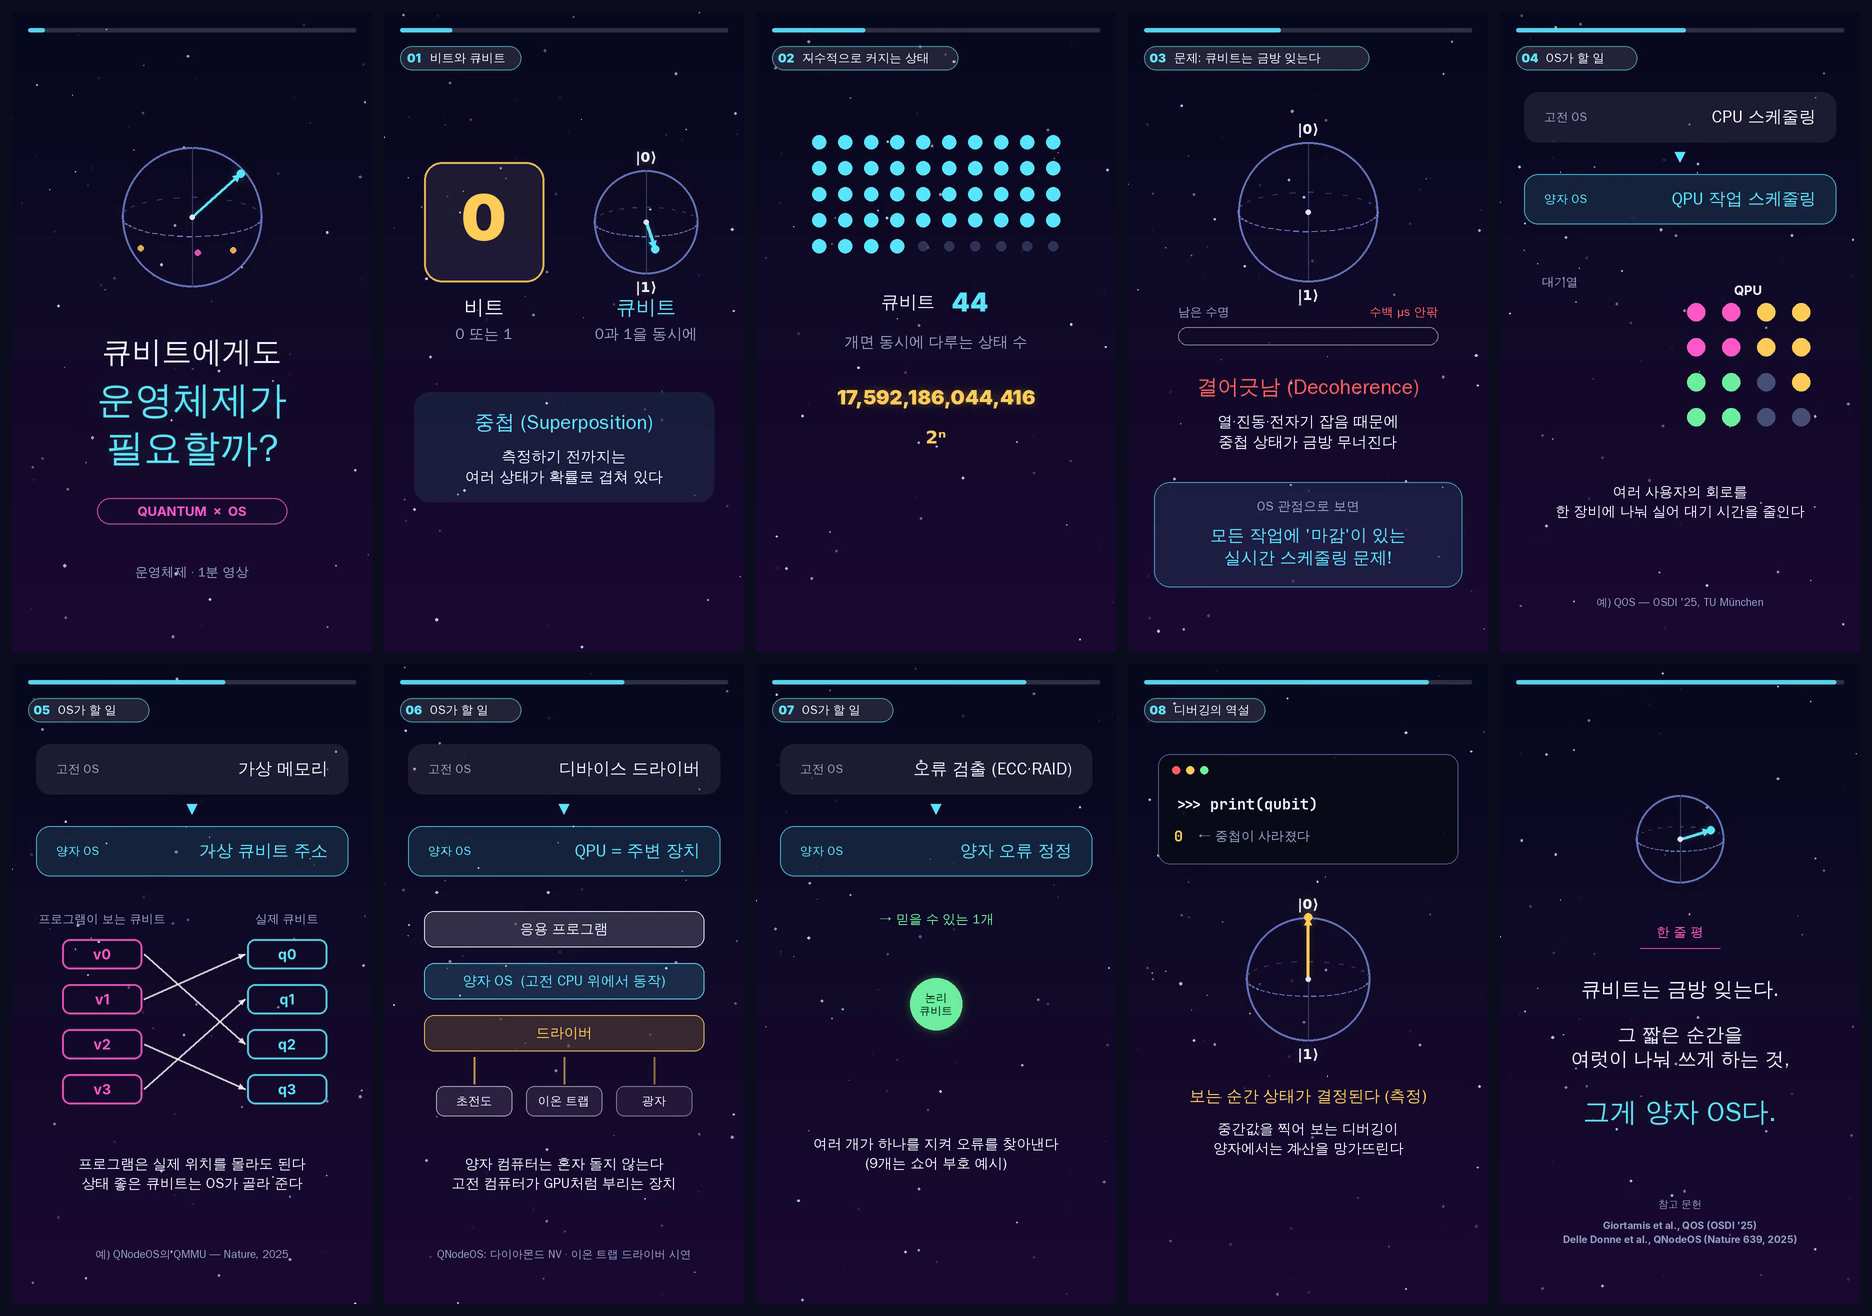 큐비트에게도
운영체제가
필요할까?
QUANTUM × OS
운영체제 · 1분 영상
01 비트와 큐비트
0
|0⟩
|1⟩
비트
큐비트
0 또는 1
0과 1을 동시에
중첩 (Superposition)
측정하기 전까지는
여러 상태가 확률로 겹쳐 있다
02 지수적으로 커지는 상태
큐비트 44
개면 동시에 다루는 상태 수
17,592,186,044,416
2ⁿ
03 문제: 큐비트는 금방 잊는다
|0⟩
|1⟩
남은 수명
수백 μs 안팎
결어긋남 (Decoherence)
열·진동·전자기 잡음 때문에
중첩 상태가 금방 무너진다
OS 관점으로 보면
모든 작업에 '마감'이 있는
실시간 스케줄링 문제!
04 OS가 할 일
고전 OS
CPU 스케줄링
▼
양자 OS
QPU 작업 스케줄링
대기열
QPU
여러 사용자의 회로를
한 장비에 나눠 실어 대기 시간을 줄인다
예) QOS — OSDI '25, TU München
05 OS가 할 일
고전 OS
가상 메모리
▼
양자 OS
가상 큐비트 주소
프로그램이 보는 큐비트
실제 큐비트
v0
q0
v1
q1
v2
q2
v3
q3
프로그램은 실제 위치를 몰라도 된다
상태 좋은 큐비트는 OS가 골라 준다
예) QNodeOS의 QMMU — Nature, 2025
06 OS가 할 일
고전 OS
디바이스 드라이버
▼
양자 OS
QPU = 주변 장치
응용 프로그램
양자 OS (고전 CPU 위에서 동작)
드라이버
초전도
이온 트랩
광자
양자 컴퓨터는 혼자 돌지 않는다
고전 컴퓨터가 GPU처럼 부리는 장치
QNodeOS: 다이아몬드 NV · 이온 트랩 드라이버 시연
07 OS가 할 일
고전 OS
오류 검출 (ECC·RAID)
▼
양자 OS
양자 오류 정정
→ 믿을 수 있는 1개
논리
큐비트
여러 개가 하나를 지켜 오류를 찾아낸다
(9개는 쇼어 부호 예시)
08 디버깅의 역설
>>> print(qubit)
0 ← 중첩이 사라졌다
|0⟩
|1⟩
보는 순간 상태가 결정된다 (측정)
중간값을 찍어 보는 디버깅이
양자에서는 계산을 망가뜨린다
한 줄 평
큐비트는 금방 잊는다.
그 짧은 순간을
여럿이 나눠 쓰게 하는 것,
그게 양자 OS다.
참고 문헌
Giortamis et al., QOS (OSDI '25)
Delle Donne et al., QNodeOS (Nature 639, 2025)